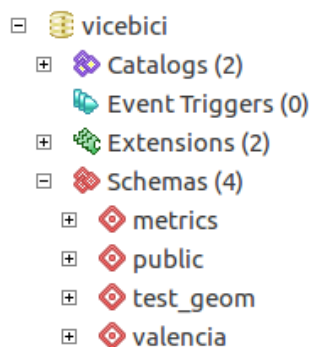 vicebici
Catalogs (2)
Event Triggers (0)
Extensions (2)
Schemas (4)
metrics
public
test_geom
valencia